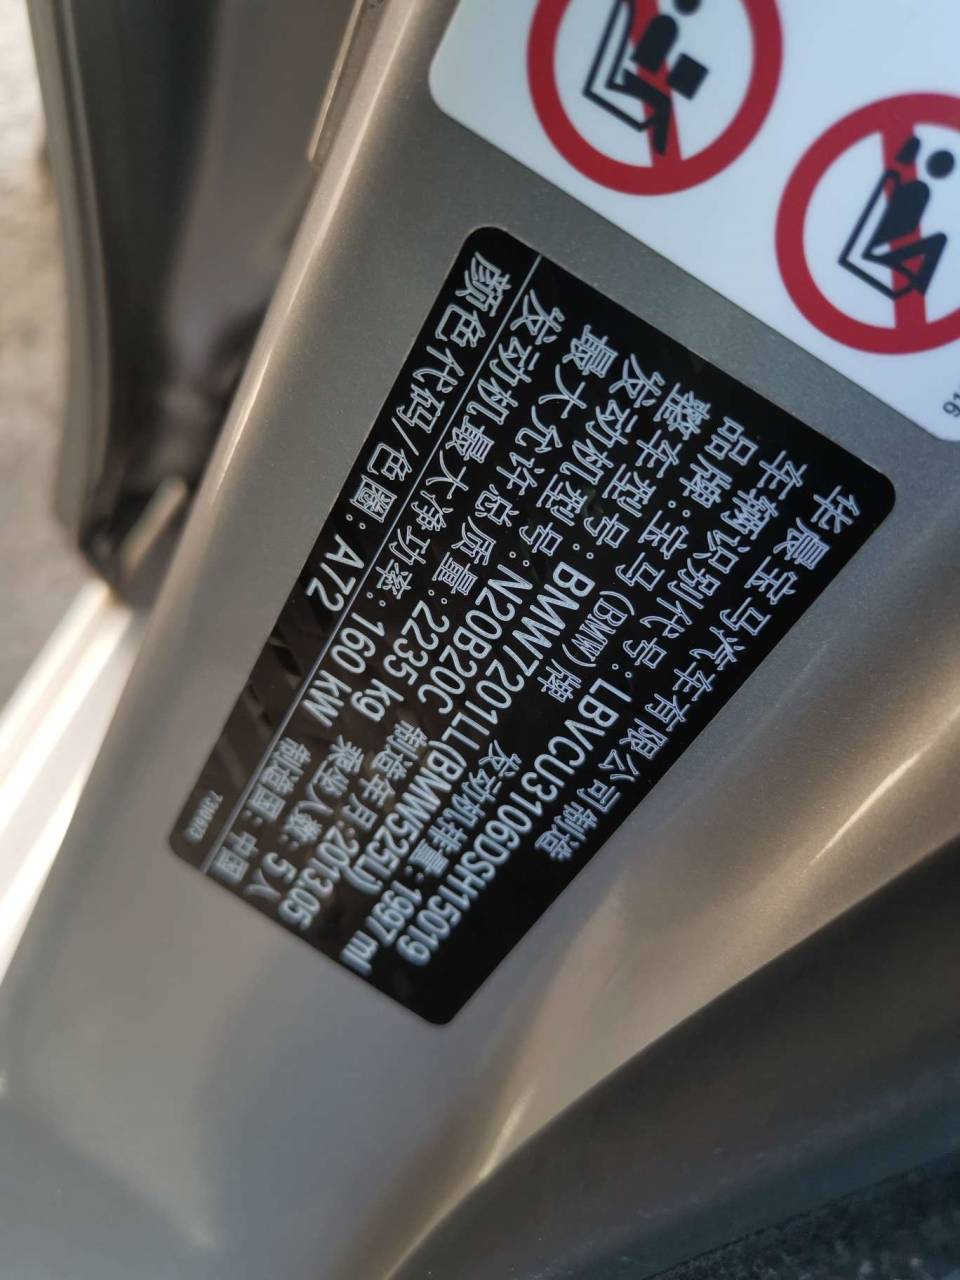 华晨宝马汽车有限公司制造
车辆识别代号: LBVCU3106DSH15019
品牌: 宝马 (BMW) 牌
整车型号: BMW7201LL(BMW525LI)
发动机型号: N20B20C 发动机排量: 1997 ml
最大允许总质量: 2235 kg 制造年月: 2013.05
发动机最大净功率: 160 kW 乘坐人数: 5人
制造国: 中国
颜色代码/色圈: A72
61